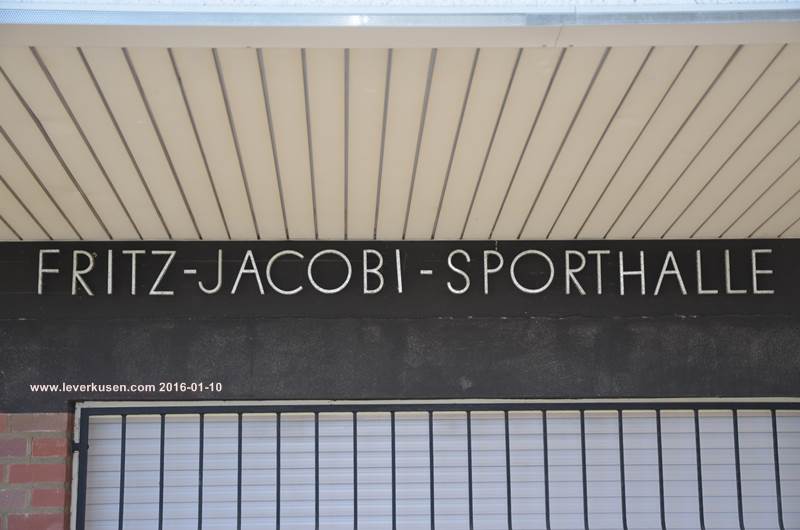 FRITZ-JACOBI-SPORTHALLE
www.leverkusen.com 2016-01-10